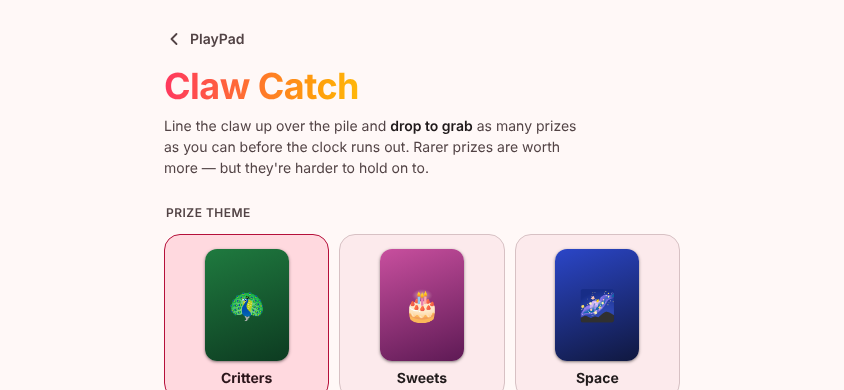 PlayPad
Claw Catch
Line the claw up over the pile and drop to grab as many prizes
as you can before the clock runs out. Rarer prizes are worth
more — but they're harder to hold on to.
PRIZE THEME
Critters
Sweets
Space